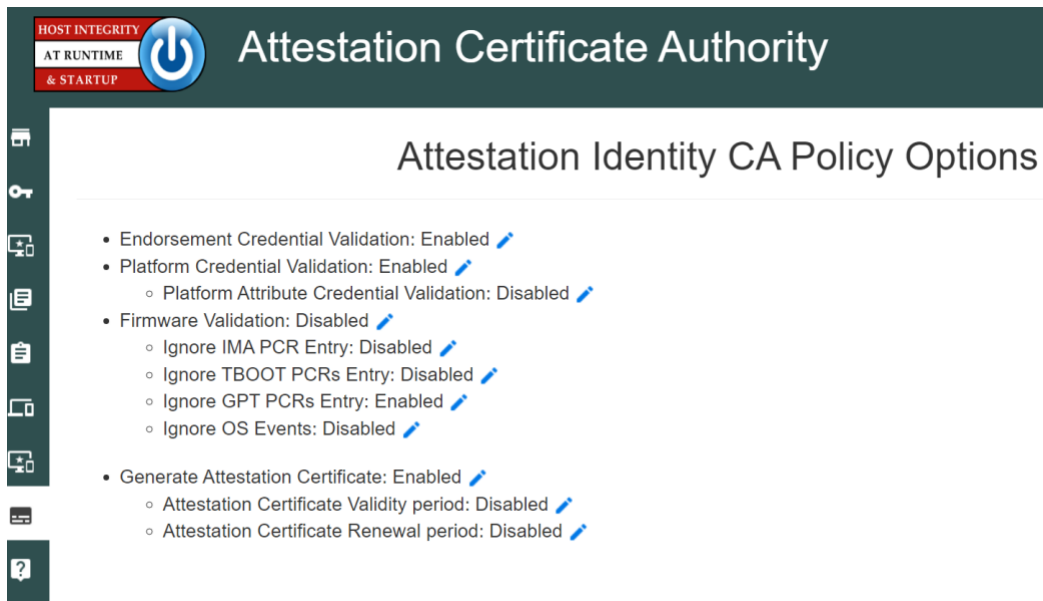 HOST INTEGRITY
AT RUNTIME
& STARTUP
Attestation Certificate Authority
Attestation Identity CA Policy Options
Endorsement Credential Validation: Enabled
Platform Credential Validation: Enabled
Platform Attribute Credential Validation: Disabled
Firmware Validation: Disabled
Ignore IMA PCR Entry: Disabled
Ignore TBOOT PCRs Entry: Disabled
Ignore GPT PCRs Entry: Enabled
Ignore OS Events: Disabled
Generate Attestation Certificate: Enabled
Attestation Certificate Validity period: Disabled
Attestation Certificate Renewal period: Disabled